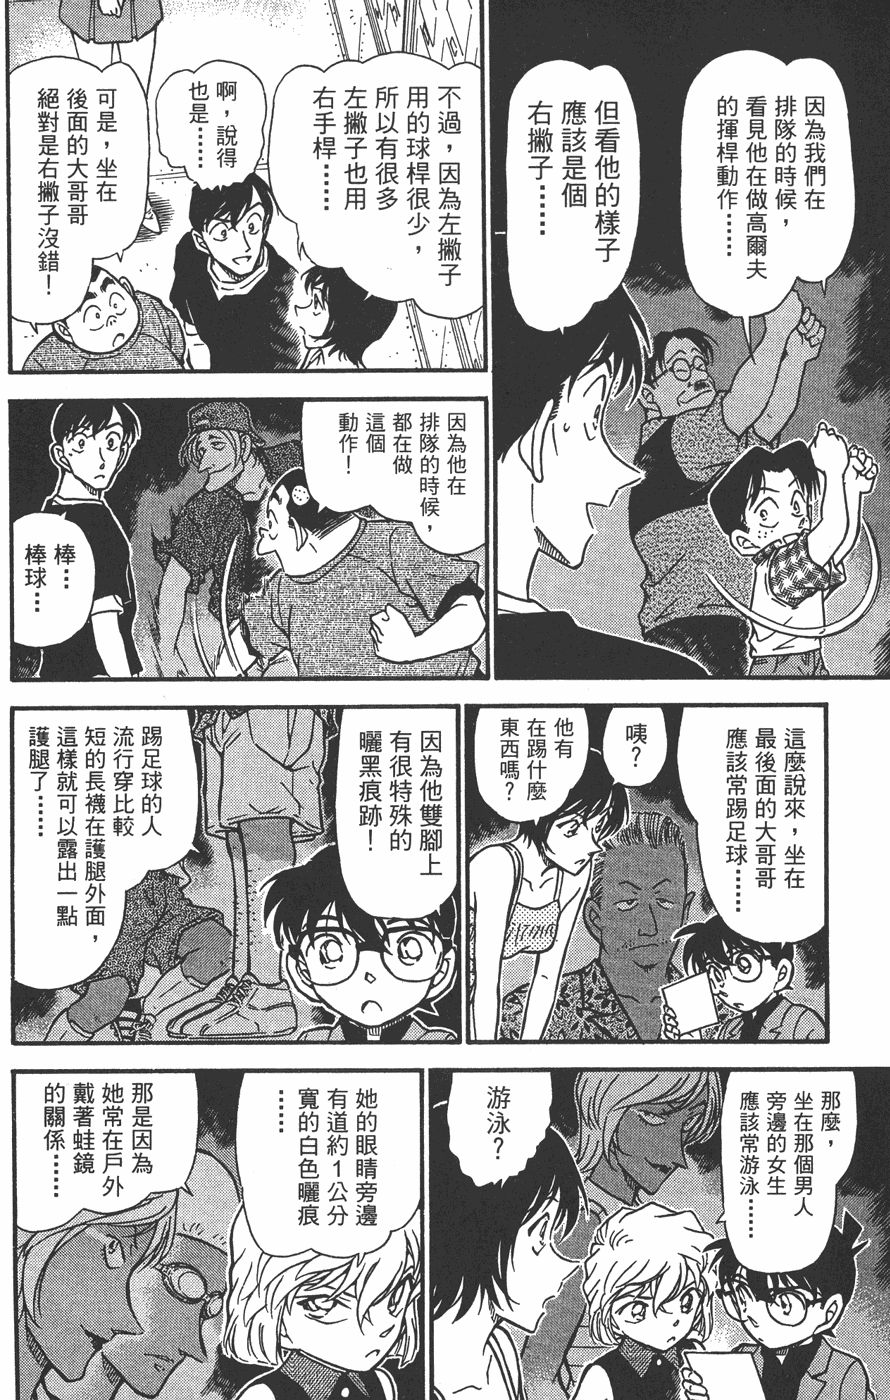 因為我們在
排隊的時候，
看見他在做高爾夫
的揮桿動作……
但看他的樣子
應該是個
右撇子……
不過，因為左撇子
用的球桿很少，
所以有很多
左撇子也用
右手桿……
啊，說得
也是……
可是，坐在
後面的大哥哥
絕對是右撇子沒錯！
因為他在
排隊的時候，
都在做
這個
動作！
棒…
棒球…
這麼說來，坐在
最後面的大哥哥
應該常踢足球……
咦？
他有
在踢什麼
東西嗎？
因為他雙腳上
有很特殊的
曬黑痕跡！
踢足球的人
流行穿比較
短的長襪在護腿外面，
這樣就可以露出一點
護腿了……
那麼，
坐在那個男人
旁邊的女生
應該常游泳……
游泳？
她的眼睛旁邊
有道約1公分
寬的白色曬痕
……
那是因為
她常在戶外
戴著蛙鏡
的關係……